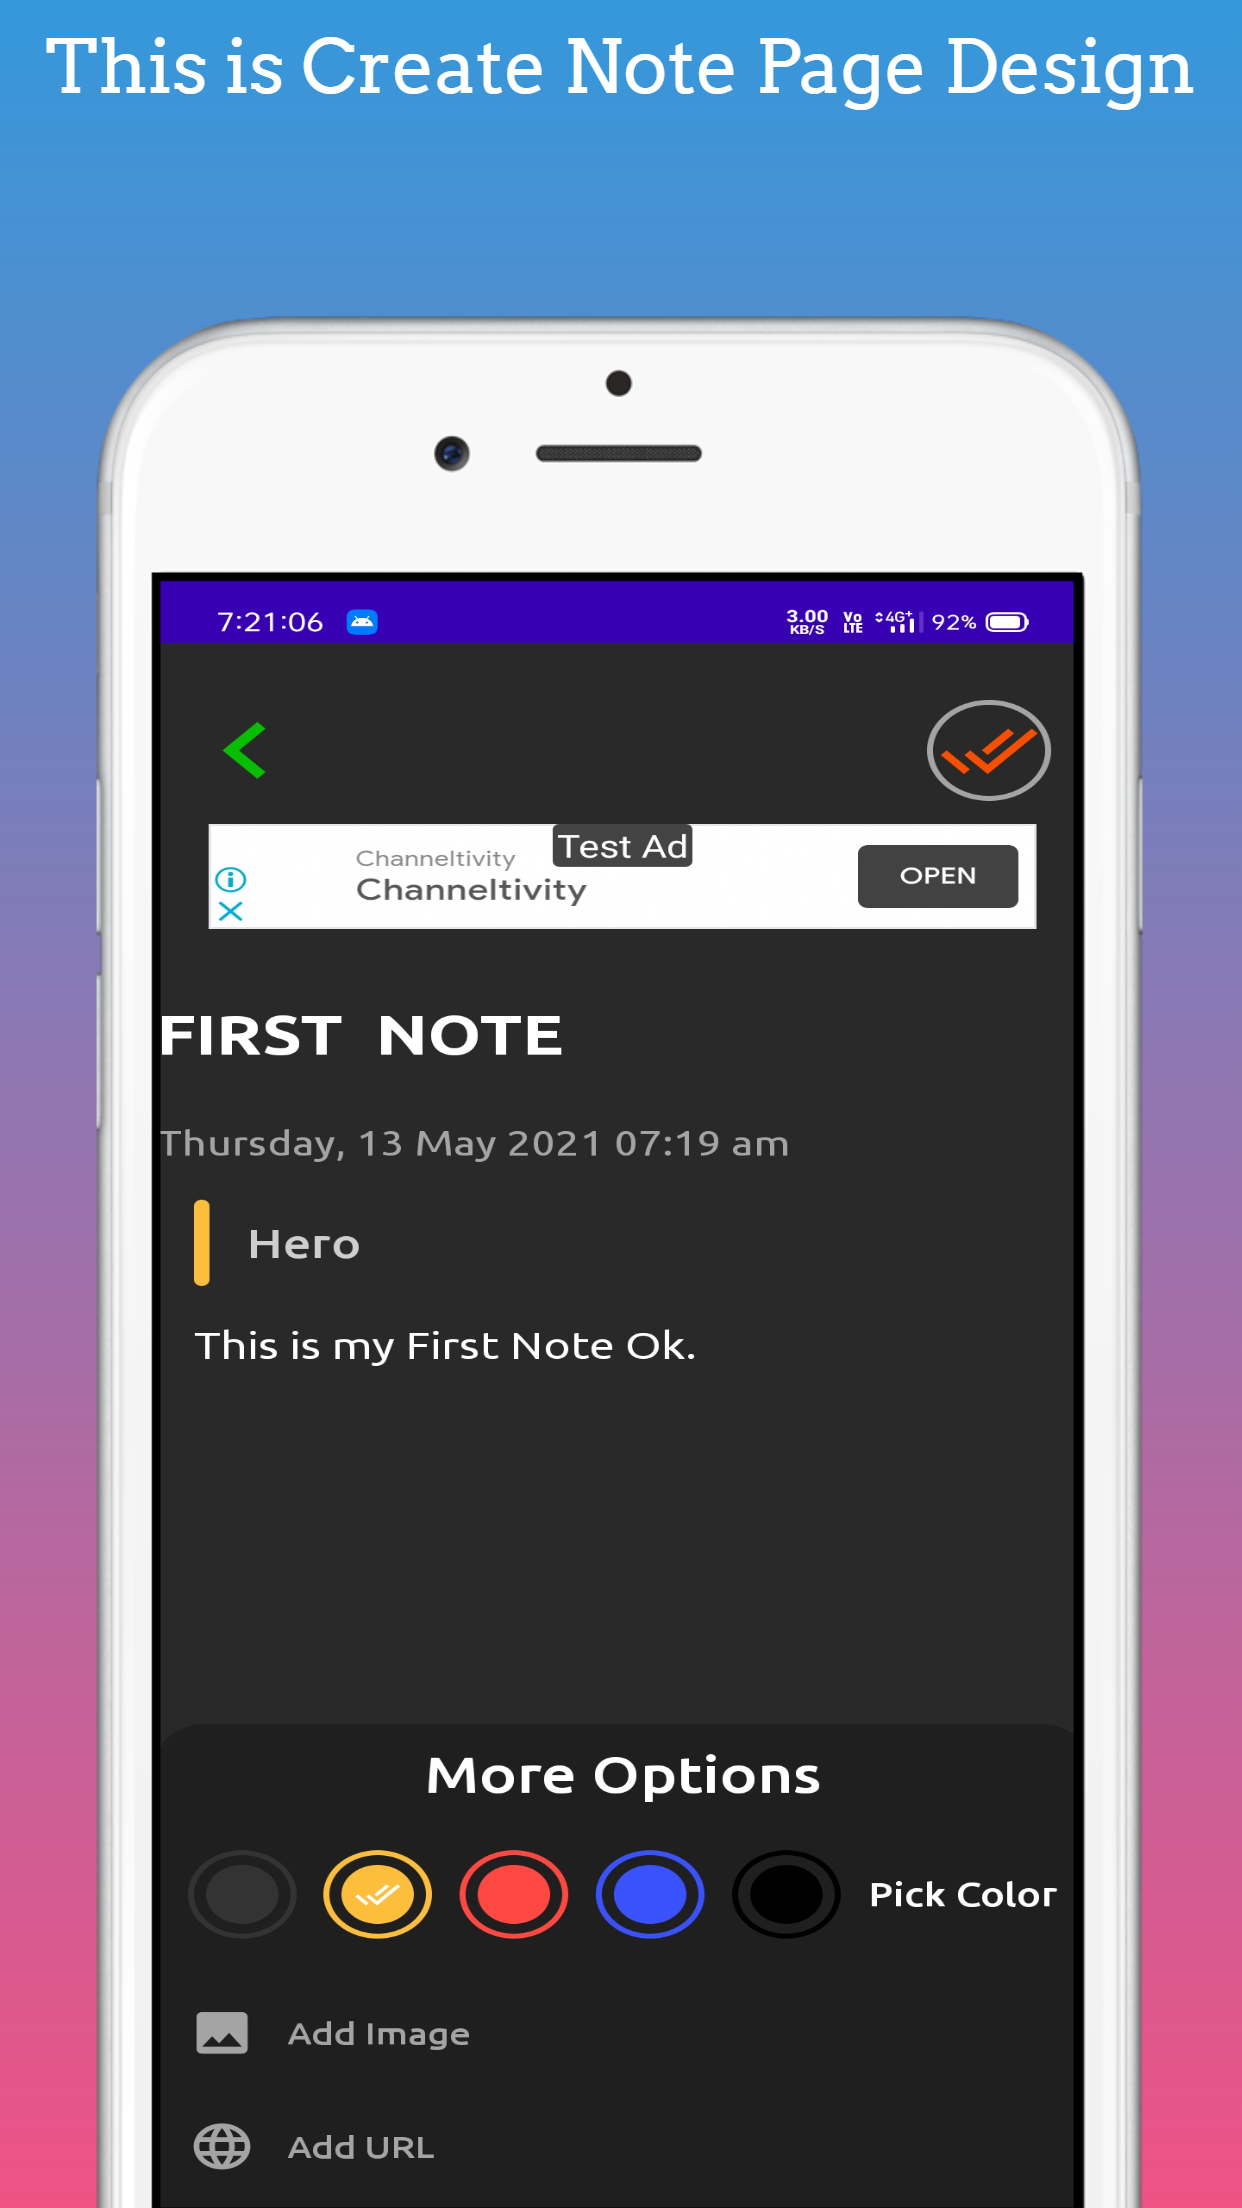 This is Create Note Page Design
7:21:06 3.00 KB/S Vo LTE 4G+ 92%
Test Ad
Channeltivity
Channeltivity
OPEN
FIRST NOTE
Thursday, 13 May 2021 07:19 am
Hero
This is my First Note Ok.
More Options
Pick Color
Add Image
Add URL